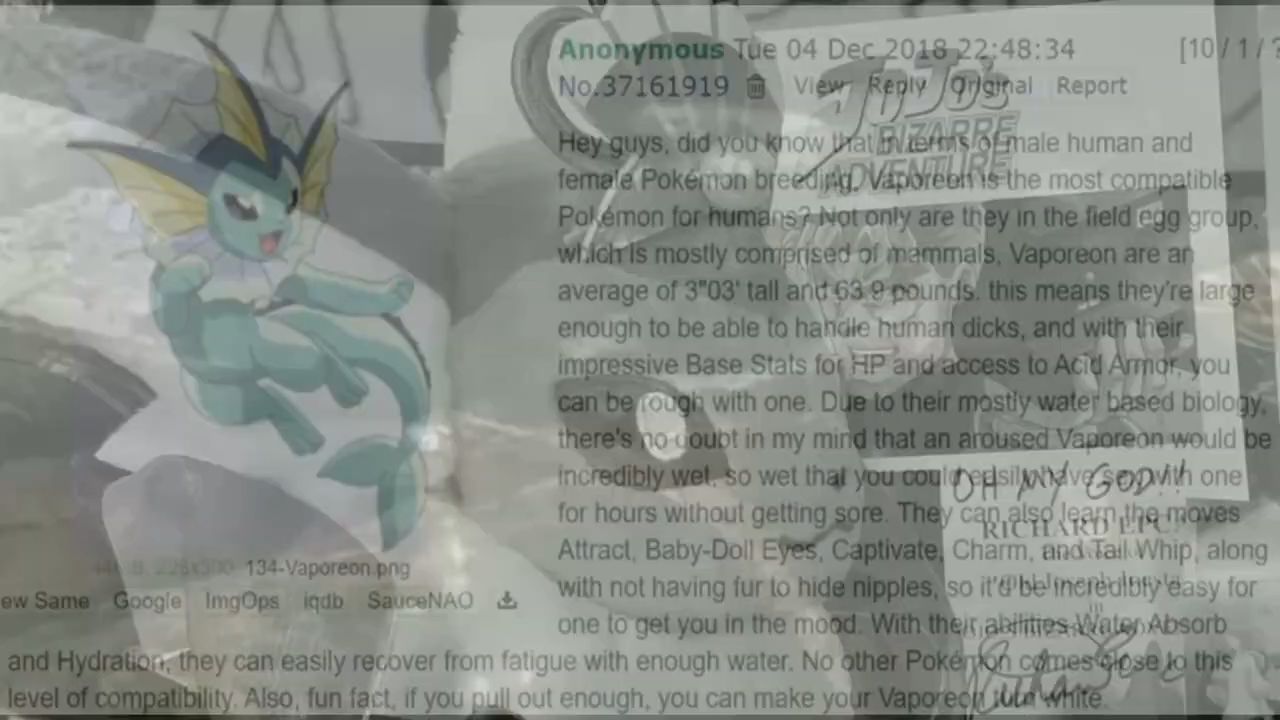 Anonymous Tue 04 Dec 2018 22:48:34 [10 / 1 /
No.37161919 View Reply Original Report
JoJo's
BIZARRE
ADVENTURE
Hey guys, did you know that in terms of male human and
female Pokémon breeding, Vaporeon is the most compatible
Pokémon for humans? Not only are they in the field egg group,
which is mostly comprised of mammals, Vaporeon are an
average of 3"03' tall and 63.9 pounds. this means they're large
enough to be able to handle human dicks, and with their
impressive Base Stats for HP and access to Acid Armor, you
can be rough with one. Due to their mostly water based biology,
there's no doubt in my mind that an aroused Vaporeon would be
incredibly wet, so wet that you could easily have sex with one
for hours without getting sore. They can also learn the moves
Attract, Baby-Doll Eyes, Captivate, Charm, and Tail Whip, along
with not having fur to hide nipples, so it'd be incredibly easy for
one to get you in the mood. With their abilities Water Absorb
and Hydration, they can easily recover from fatigue with enough water. No other Pokémon comes close to this
level of compatibility. Also, fun fact, if you pull out enough, you can make your Vaporeon turn white
OH MY GOD!!
RICHARD
134-Vaporeon.png
ew Same Google ImgOps iqdb SauceNAO